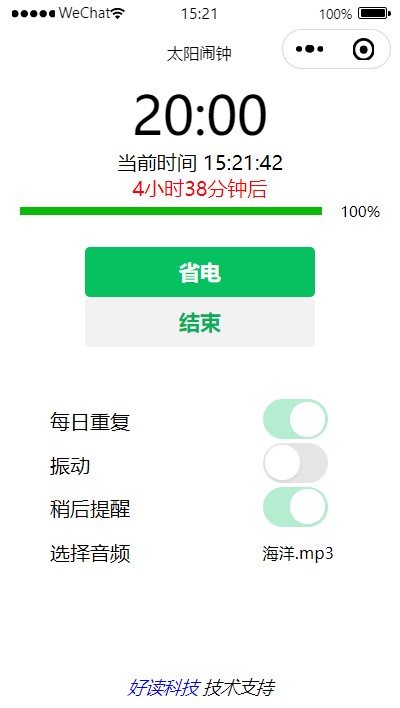 WeChat 15:21 100%
太阳闹钟
20:00
当前时间 15:21:42
4小时38分钟后
100%
省电
结束
每日重复
振动
稍后提醒
选择音频 海洋.mp3
好读科技 技术支持